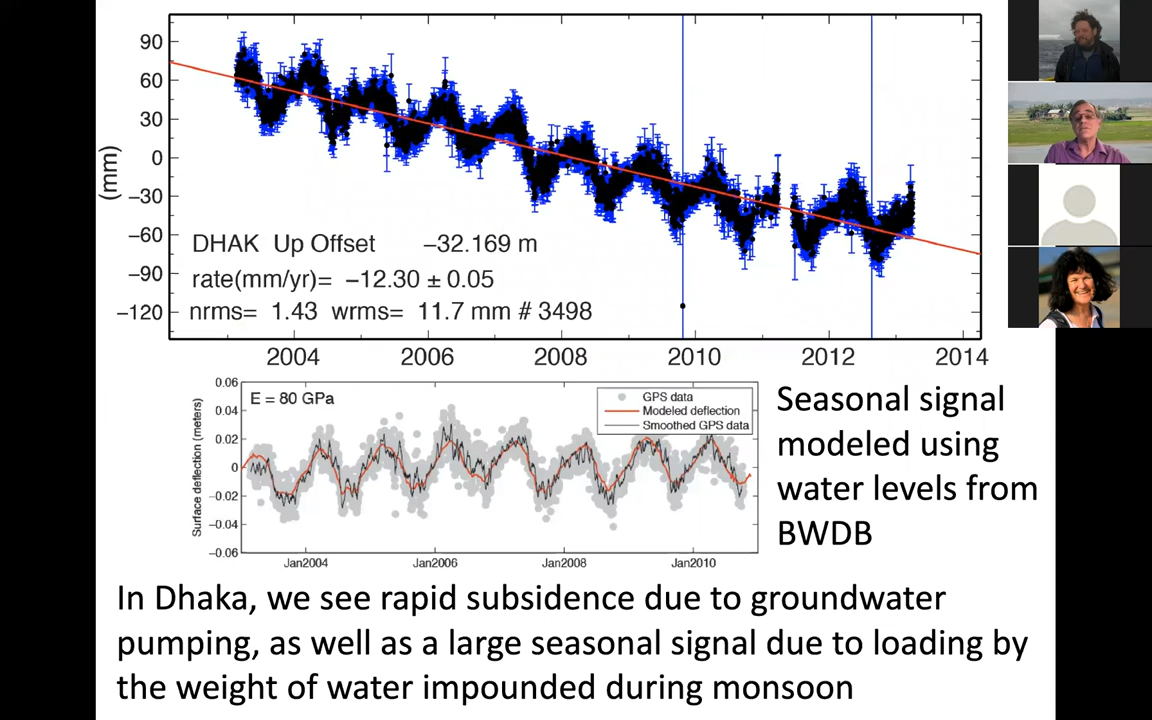 90
60
30
0
−30
−60
−90
−120
(mm)
DHAK Up Offset −32.169 m
rate(mm/yr)= −12.30 ± 0.05
nrms= 1.43 wrms= 11.7 mm # 3498
2004 2006 2008 2010 2012 2014
0.06
0.04
0.02
0
−0.02
−0.04
−0.06
Surface deflection (meters)
E = 80 GPa
GPS data
Modeled deflection
Smoothed GPS data
Jan2004 Jan2006 Jan2008 Jan2010
Seasonal signal
modeled using
water levels from
BWDB
In Dhaka, we see rapid subsidence due to groundwater
pumping, as well as a large seasonal signal due to loading by
the weight of water impounded during monsoon